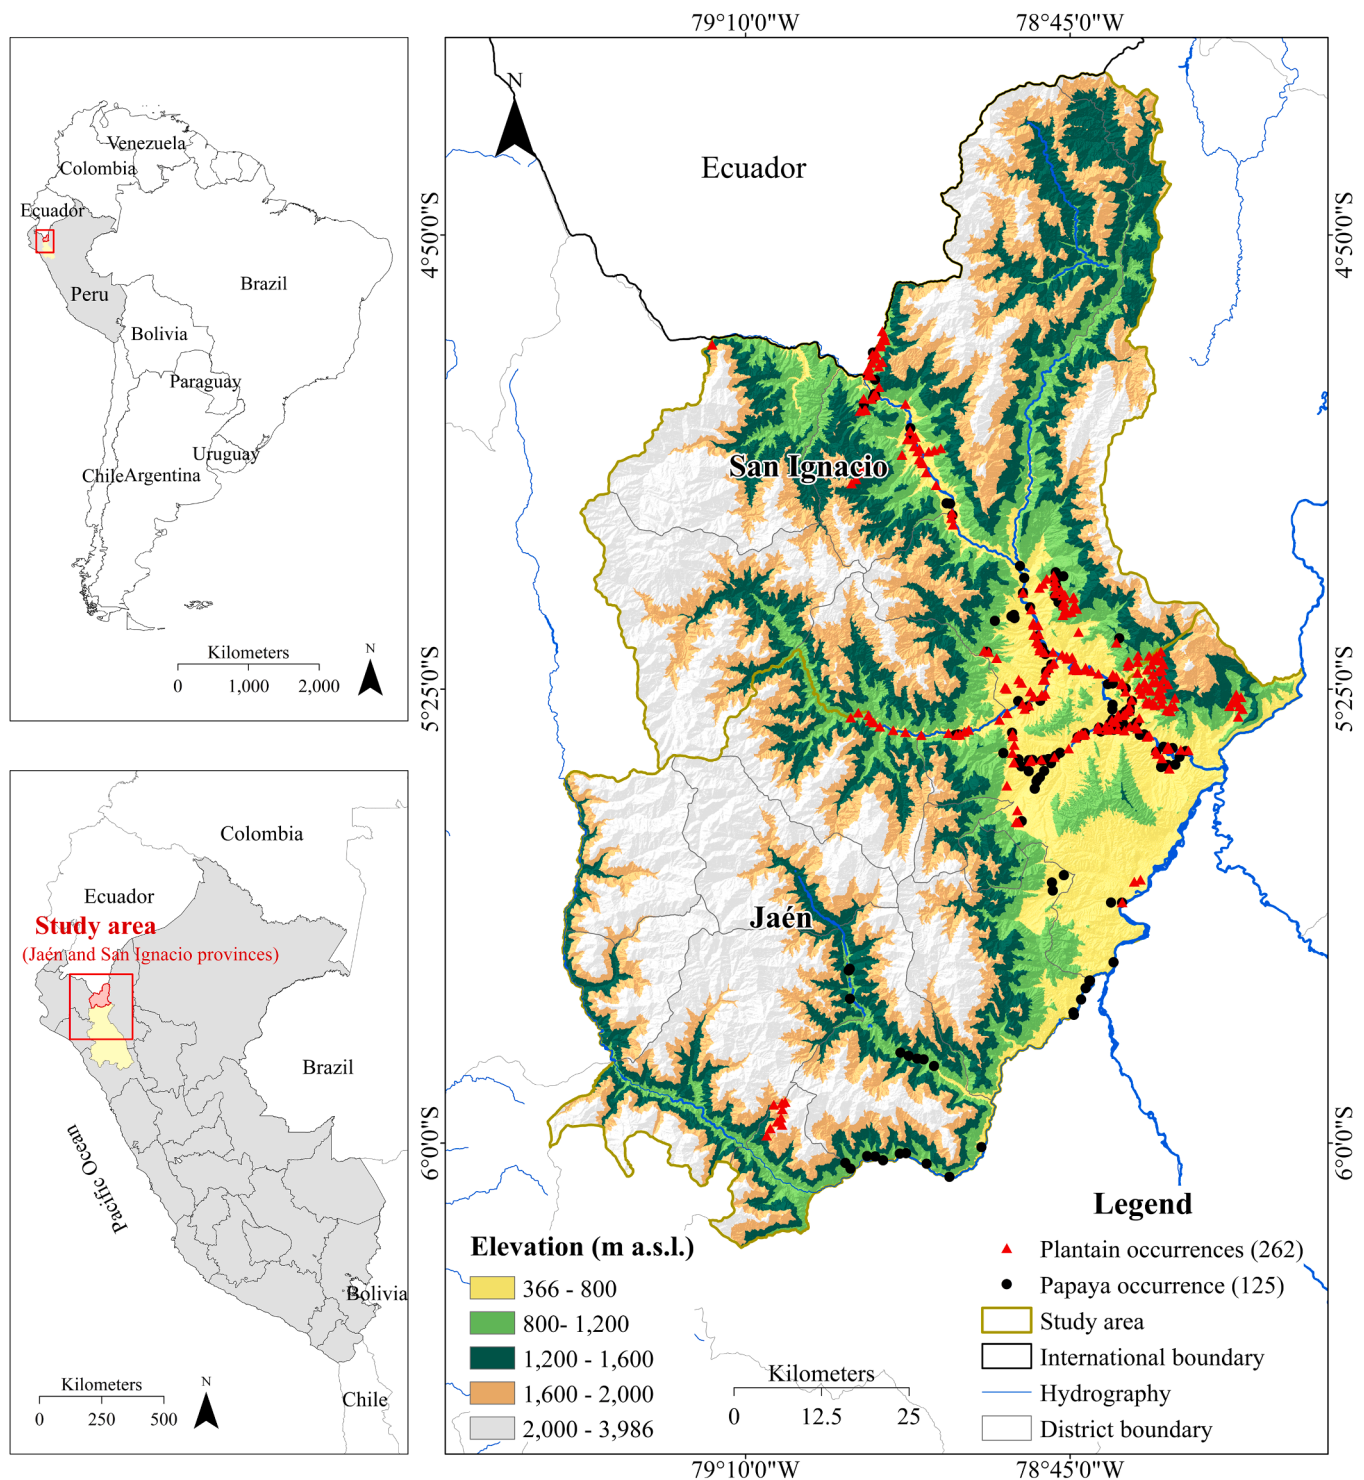 Venezuela
Colombia
Ecuador
Brazil
Peru
Bolivia
Paraguay
Uruguay
Chile
Argentina
Kilometers
0
1,000
2,000
N
Colombia
Ecuador
Study area
(Jaén and San Ignacio provinces)
Brazil
Pacific Ocean
Bolivia
Kilometers
0
250
500
N
Chile
79°10'0"W
78°45'0"W
N
Ecuador
4°50'0"S
4°50'0"S
San Ignacio
5°25'0"S
5°25'0"S
Jaén
6°0'0"S
6°0'0"S
Elevation (m a.s.l.)
366 - 800
800- 1,200
1,200 - 1,600
1,600 - 2,000
2,000 - 3,986
Kilometers
0
12.5
25
Legend
Plantain occurrences (262)
Papaya occurrence (125)
Study area
International boundary
Hydrography
District boundary
79°10'0"W
78°45'0"W